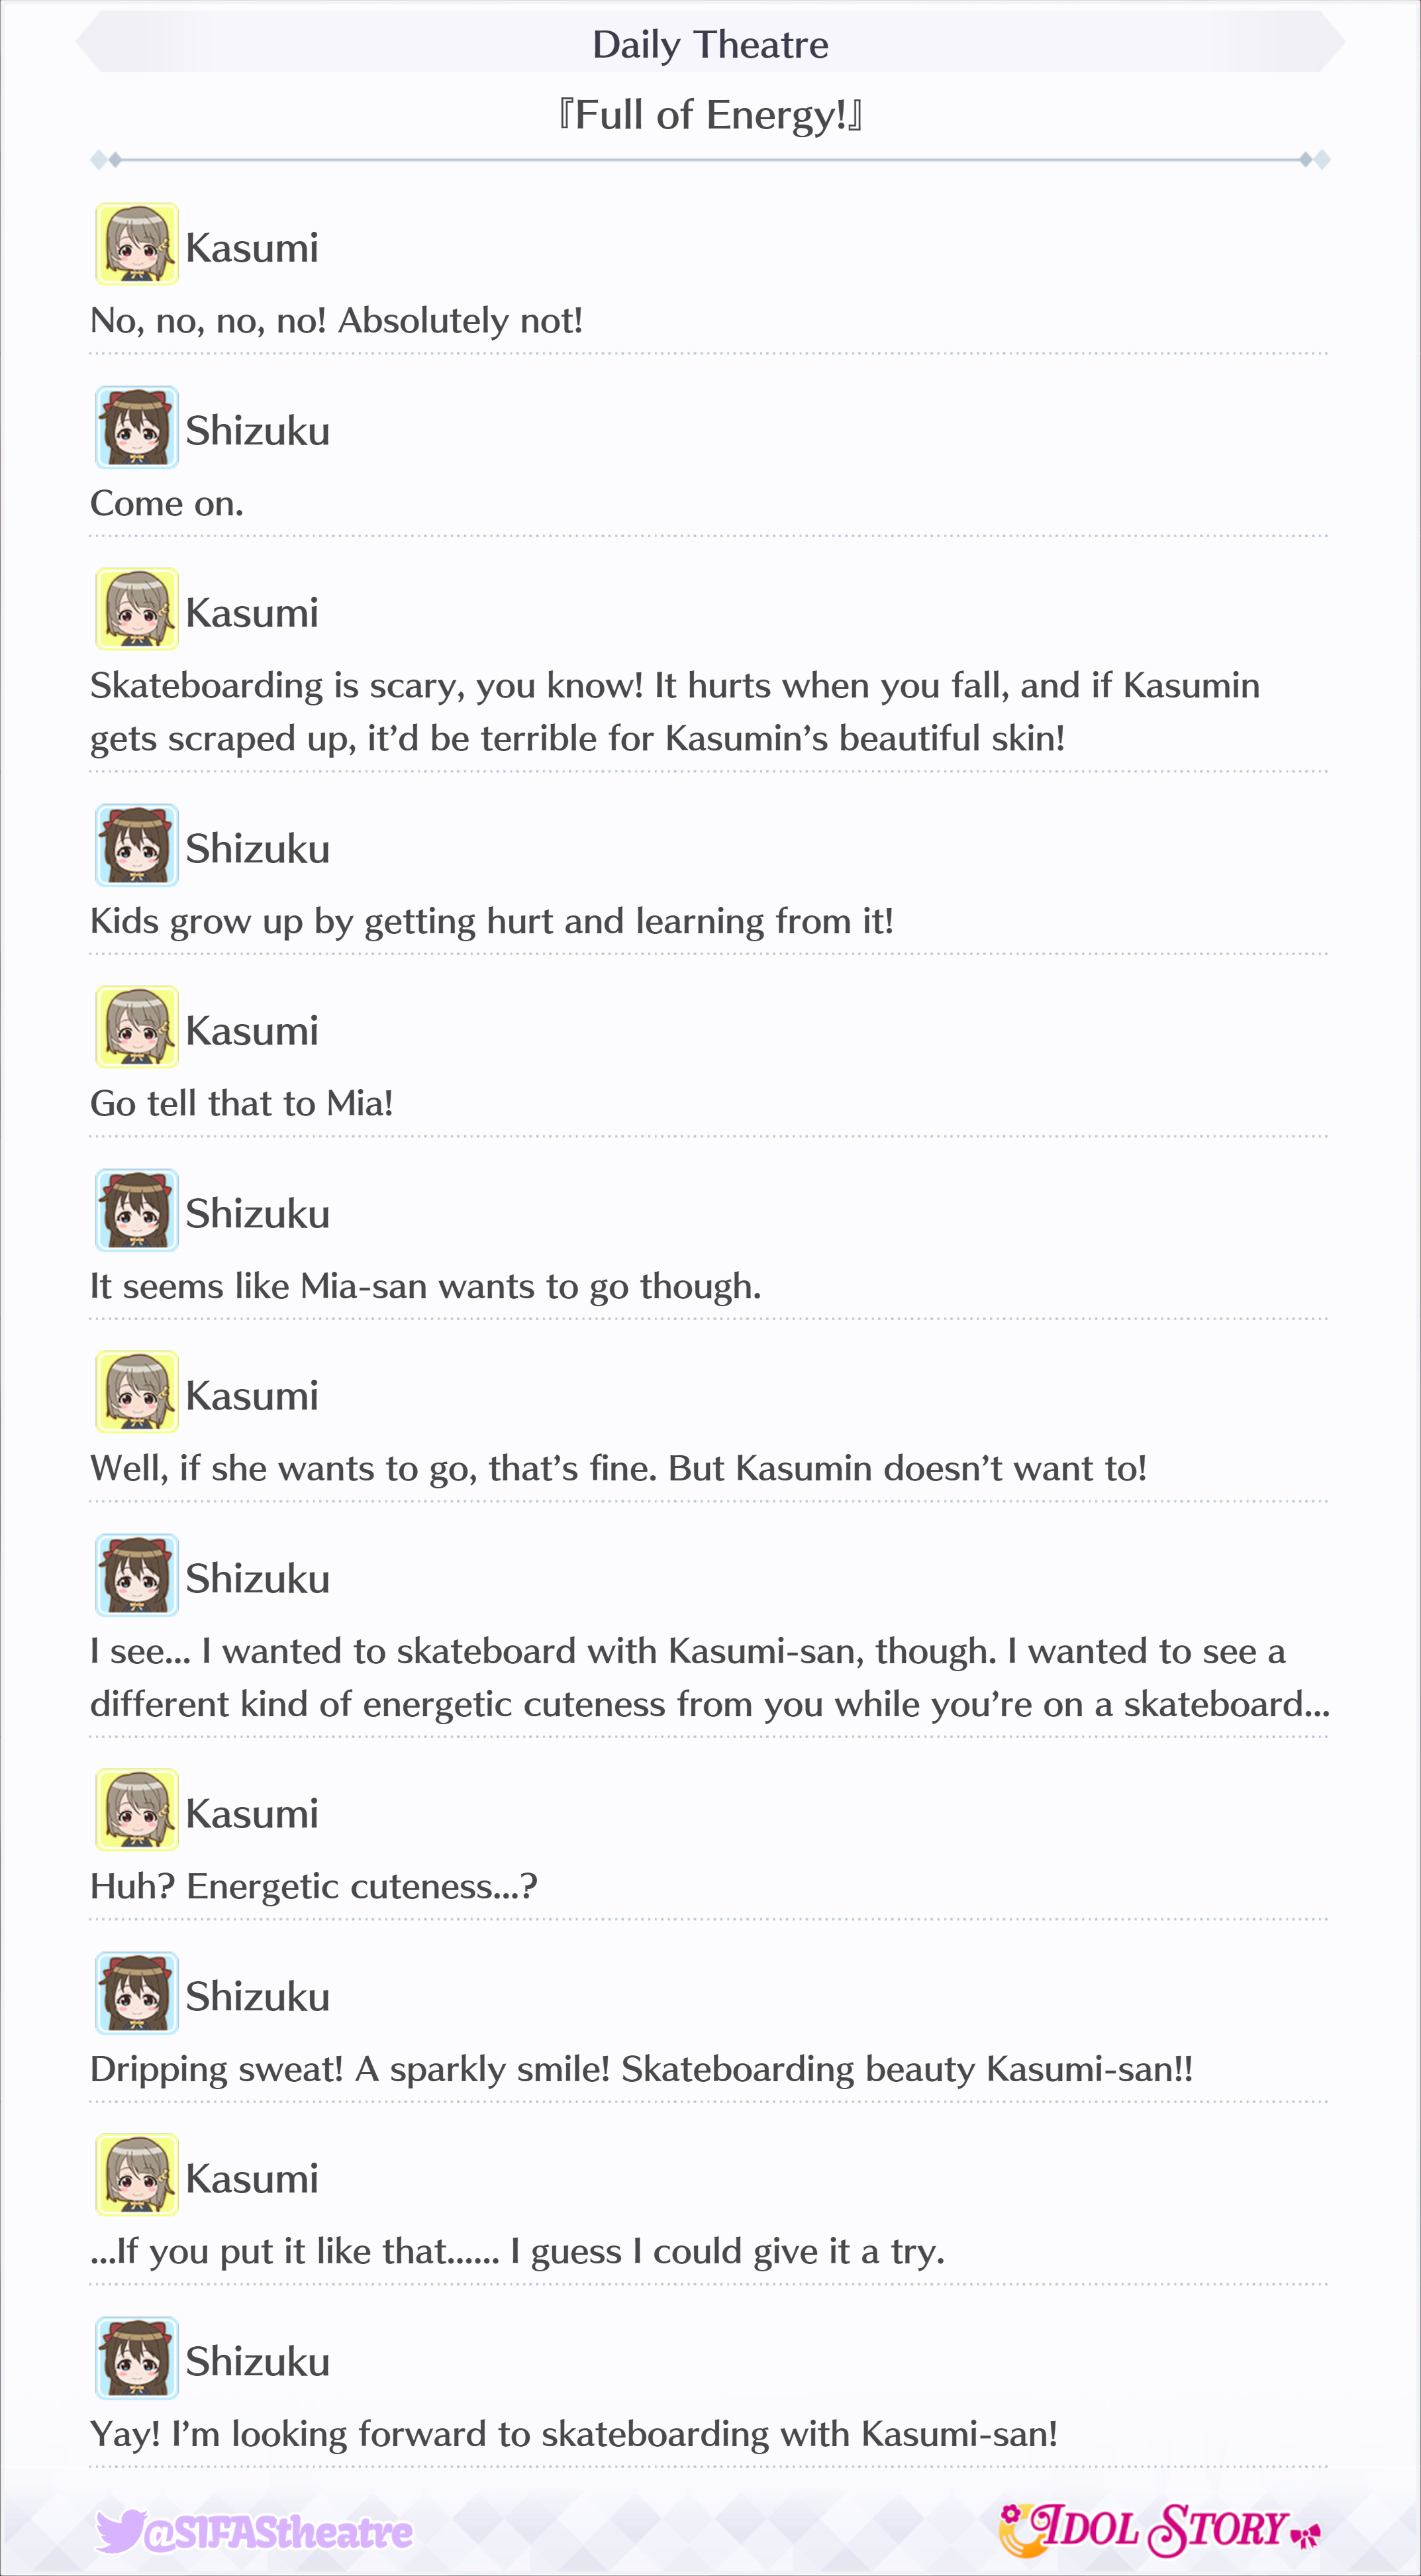 Daily Theatre
『Full of Energy!』
Kasumi
No, no, no, no! Absolutely not!
Shizuku
Come on.
Kasumi
Skateboarding is scary, you know! It hurts when you fall, and if Kasumin
gets scraped up, it’d be terrible for Kasumin’s beautiful skin!
Shizuku
Kids grow up by getting hurt and learning from it!
Kasumi
Go tell that to Mia!
Shizuku
It seems like Mia-san wants to go though.
Kasumi
Well, if she wants to go, that’s fine. But Kasumin doesn’t want to!
Shizuku
I see... I wanted to skateboard with Kasumi-san, though. I wanted to see a
different kind of energetic cuteness from you while you’re on a skateboard...
Kasumi
Huh? Energetic cuteness...?
Shizuku
Dripping sweat! A sparkly smile! Skateboarding beauty Kasumi-san!!
Kasumi
...If you put it like that...... I guess I could give it a try.
Shizuku
Yay! I’m looking forward to skateboarding with Kasumi-san!
@SIFAStheatre
IDOL STORY